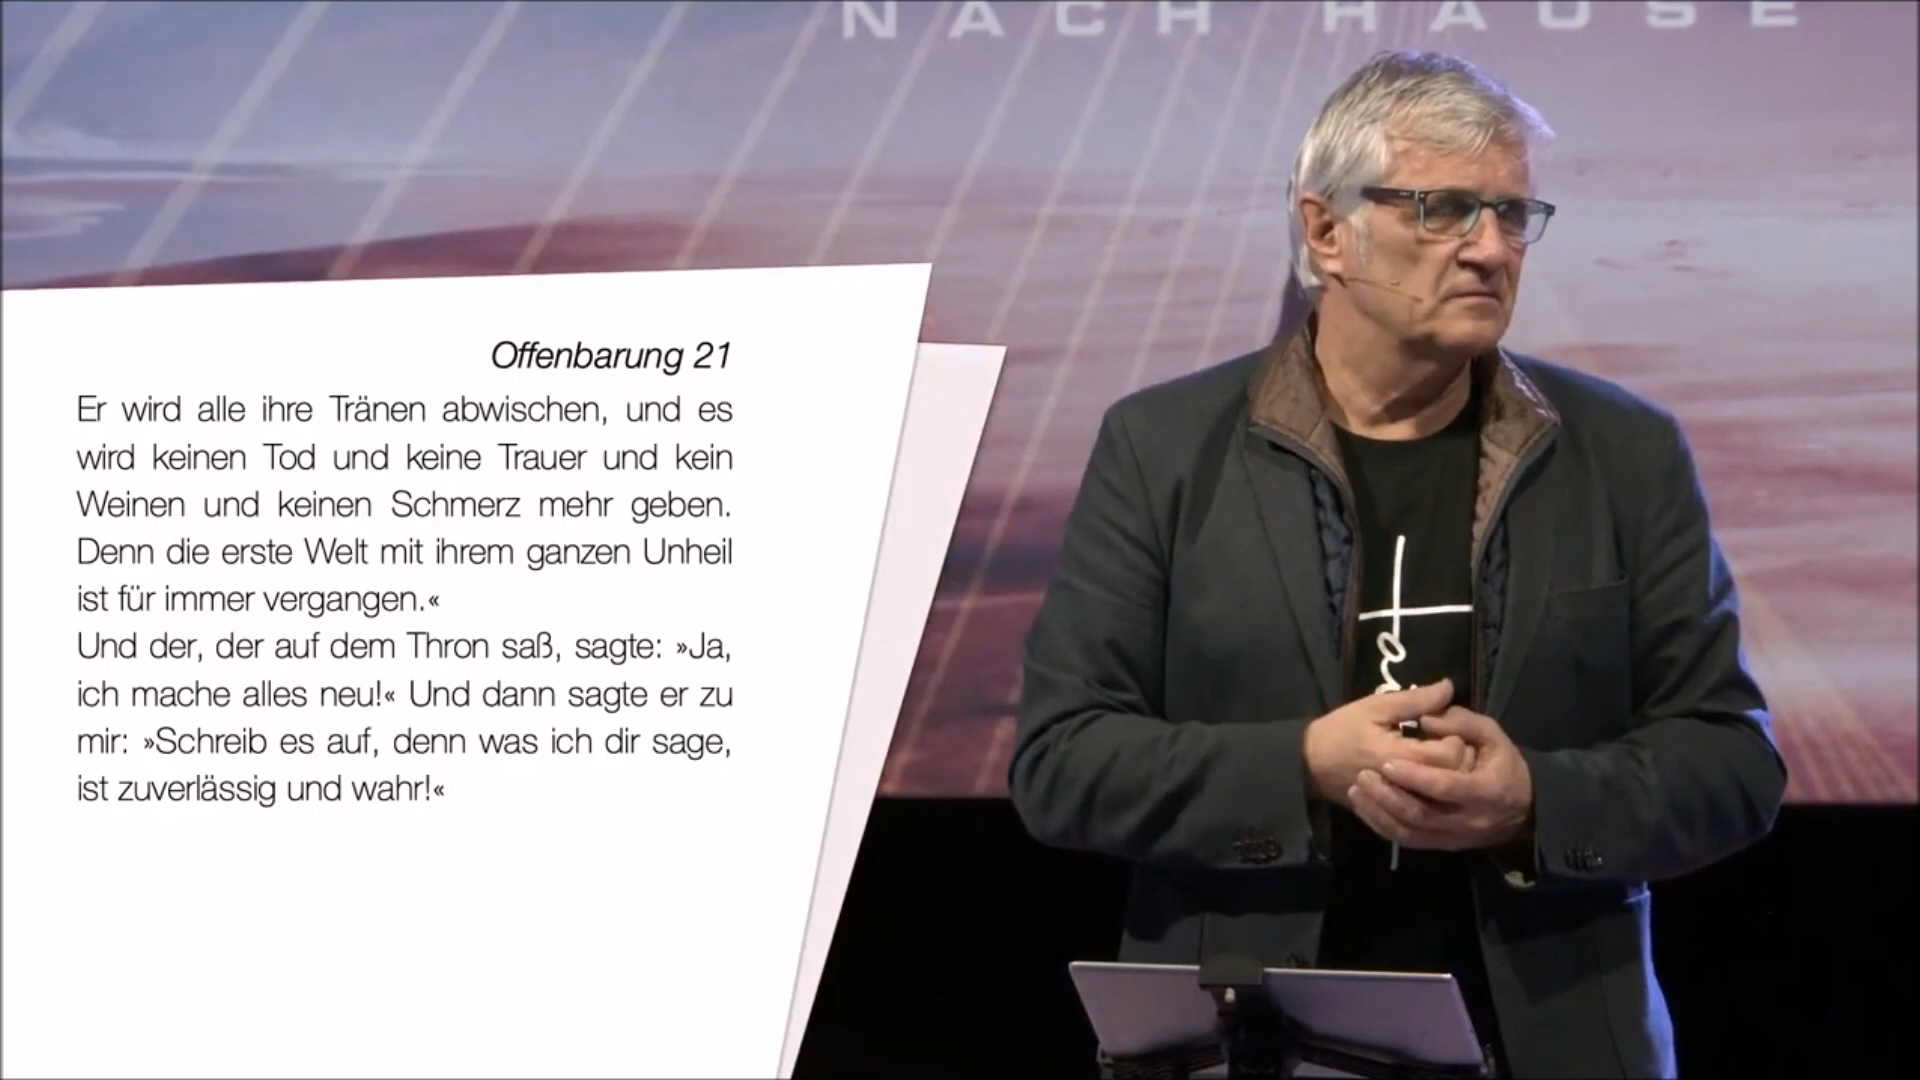 NACH HAUSE
Offenbarung 21
Er wird alle ihre Tränen abwischen, und es
wird keinen Tod und keine Trauer und kein
Weinen und keinen Schmerz mehr geben.
Denn die erste Welt mit ihrem ganzen Unheil
ist für immer vergangen.«
Und der, der auf dem Thron saß, sagte: »Ja,
ich mache alles neu!« Und dann sagte er zu
mir: »Schreib es auf, denn was ich dir sage,
ist zuverlässig und wahr!«